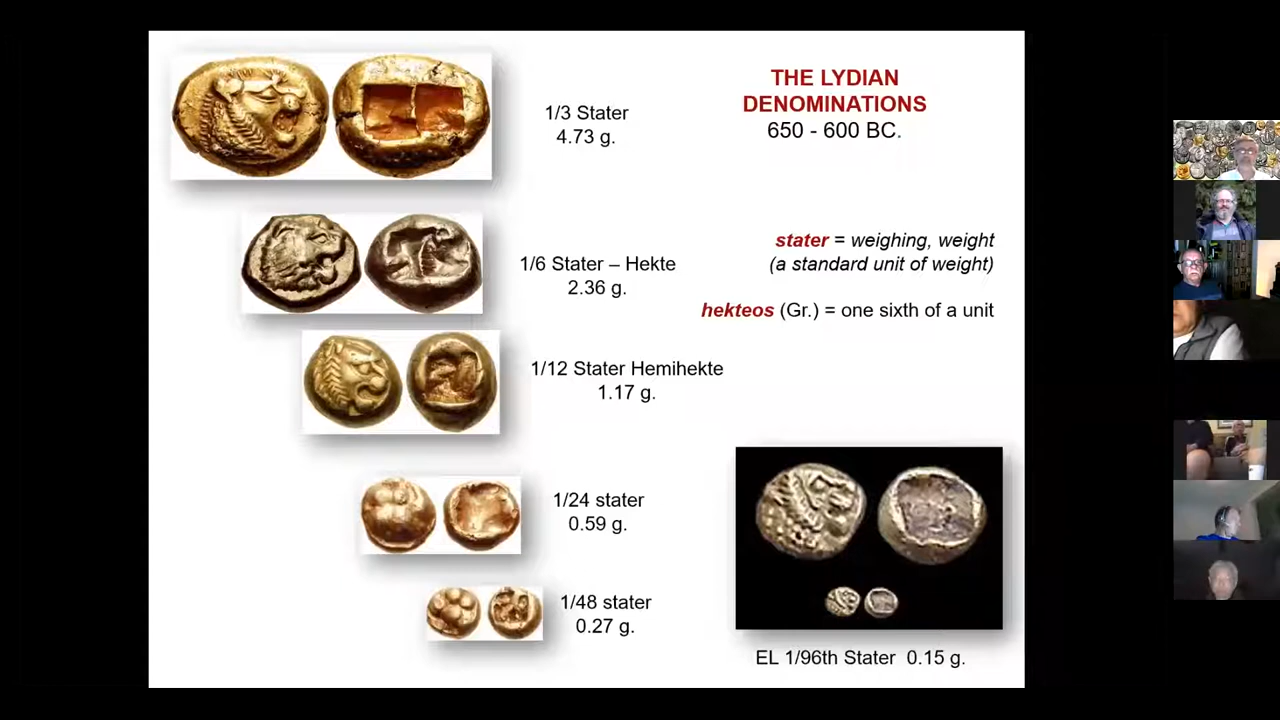 THE LYDIAN
DENOMINATIONS
650 - 600 BC.
1/3 Stater
4.73 g.
stater = weighing, weight
(a standard unit of weight)
1/6 Stater – Hekte
2.36 g.
hekteos (Gr.) = one sixth of a unit
1/12 Stater Hemihekte
1.17 g.
1/24 stater
0.59 g.
1/48 stater
0.27 g.
EL 1/96th Stater 0.15 g.